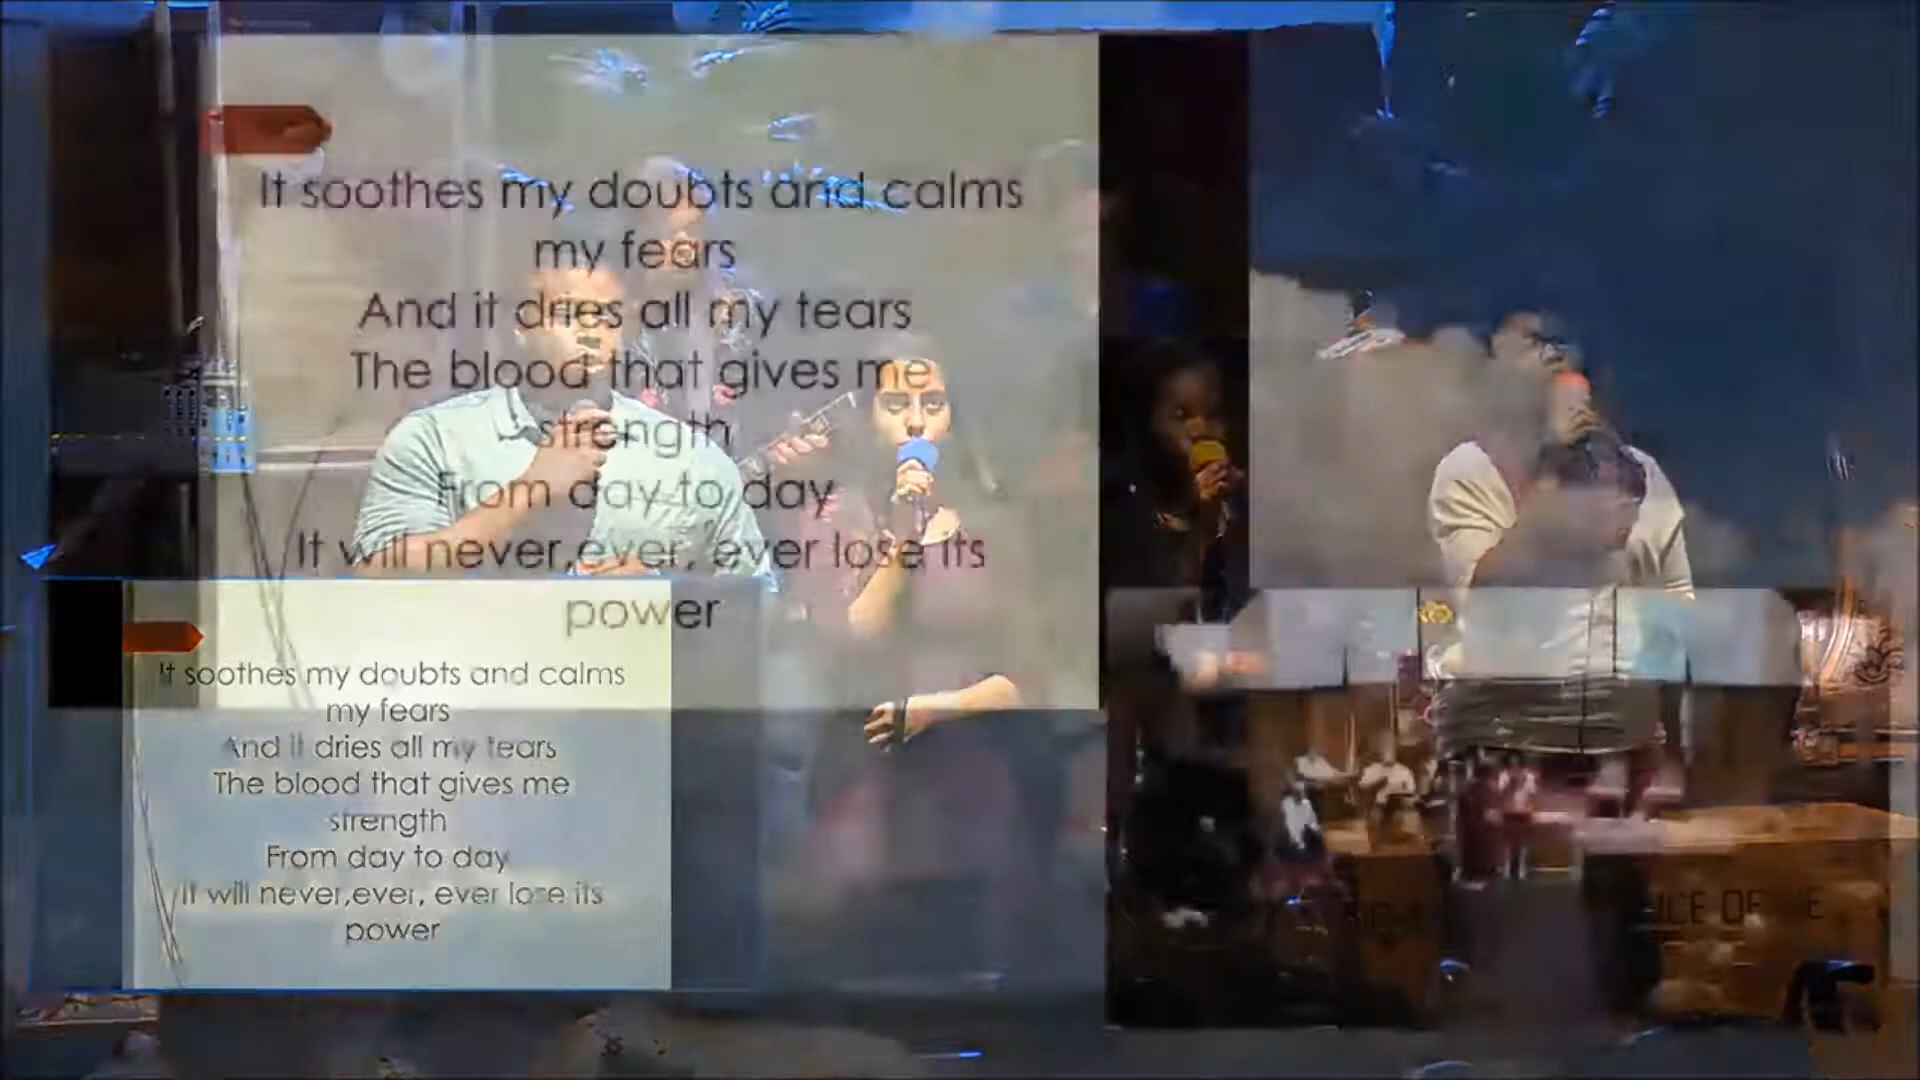 It soothes my doubts and calms
my fears
And it dries all my tears
The blood that gives me
strength
From day to day
It will never,ever, ever lose its
power
It soothes my doubts and calms
my fears
And it dries all my tears
The blood that gives me
strength
From day to day
It will never,ever, ever lose its
power